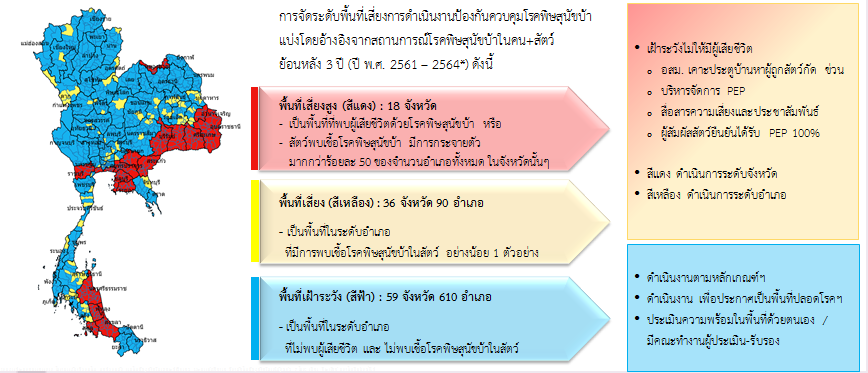 การจัดระดับพื้นที่เสี่ยงการดำเนินงานป้องกันควบคุมโรคพิษสุนัขบ้า
แบ่งโดยอ้างอิงจากสถานการณ์โรคพิษสุนัขบ้าในคน+สัตว์
ย้อนหลัง 3 ปี (ปี พ.ศ. 2561 – 2564*) ดังนี้
พื้นที่เสี่ยงสูง (สีแดง) : 18 จังหวัด
- เป็นพื้นที่ที่พบผู้เสียชีวิตด้วยโรคพิษสุนัขบ้า หรือ
- สัตว์พบเชื้อโรคพิษสุนัขบ้า มีการกระจายตัว
มากกว่าร้อยละ 50 ของจำนวนอำเภอทั้งหมด ในจังหวัดนั้นๆ
พื้นที่เสี่ยง (สีเหลือง) : 36 จังหวัด 90 อำเภอ
- เป็นพื้นที่ในระดับอำเภอ
ที่มีการพบเชื้อโรคพิษสุนัขบ้าในสัตว์ อย่างน้อย 1 ตัวอย่าง
พื้นที่เฝ้าระวัง (สีฟ้า) : 59 จังหวัด 610 อำเภอ
- เป็นพื้นที่ในระดับอำเภอ
ที่ไม่พบผู้เสียชีวิต และ ไม่พบเชื้อโรคพิษสุนัขบ้าในสัตว์
• เฝ้าระวังไม่ให้มีผู้เสียชีวิต
o อสม. เคาะประตูบ้านหาผู้ถูกสัตว์กัด ข่วน
o บริหารจัดการ PEP
o สื่อสารความเสี่ยงและประชาสัมพันธ์
o ผู้สัมผัสสัตว์ยืนยันได้รับ PEP 100%
• สีแดง ดำเนินการระดับจังหวัด
• สีเหลือง ดำเนินการระดับอำเภอ
• ดำเนินงานตามหลักเกณฑ์ฯ
• ดำเนินงาน เพื่อประกาศเป็นพื้นที่ปลอดโรคฯ
• ประเมินความพร้อมในพื้นที่ด้วยตนเอง /
มีคณะทำงานผู้ประเมิน-รับรอง